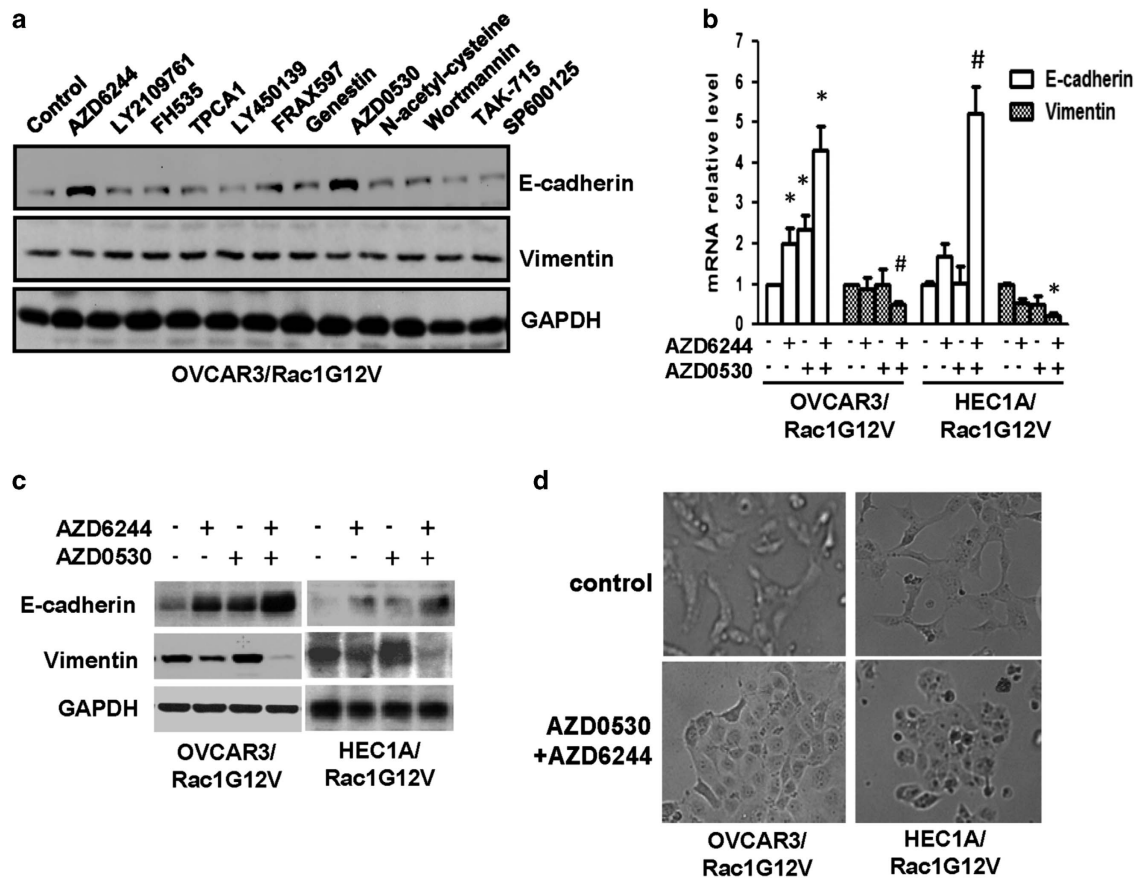 a
Control
AZD6244
LY2109761
FH535
TPCA1
LY450139
FRAX597
Genestin
AZD0530
N-acetyl-cysteine
Wortmannin
TAK-715
SP600125
E-cadherin
Vimentin
GAPDH
OVCAR3/Rac1G12V
b
mRNA relative level
7
6
5
4
3
2
1
0
* * * # # *
E-cadherin
Vimentin
AZD6244 - + - + - + - + - + - + - + - +
AZD0530 - - + + - - + + - - + + - - + +
OVCAR3/
Rac1G12V
HEC1A/
Rac1G12V
c
AZD6244 - + - + - + - +
AZD0530 - - + + - - + +
E-cadherin
Vimentin
GAPDH
OVCAR3/
Rac1G12V
HEC1A/
Rac1G12V
d
control
AZD0530
+AZD6244
OVCAR3/
Rac1G12V
HEC1A/
Rac1G12V